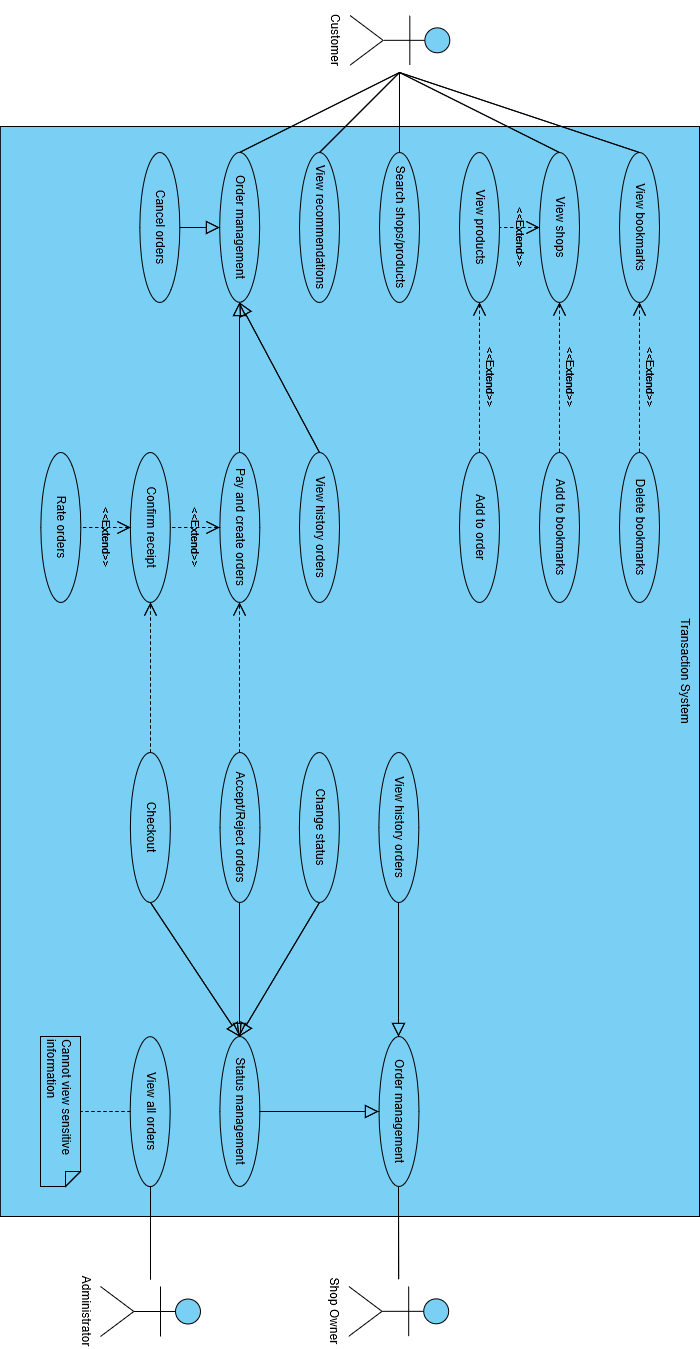 Transaction System
View bookmarks
<<Extend>>
Delete bookmarks
View shops
<<Extend>>
Add to bookmarks
<<Extend>>
View products
<<Extend>>
Add to order
Search shops/products
View history orders
Order management
Customer
View recommendations
View history orders
Change status
Shop Owner
Order management
Pay and create orders
Accept/Reject orders
Status management
<<Extend>>
Cancel orders
Confirm receipt
Checkout
View all orders
<<Extend>>
Administrator
Rate orders
Cannot view sensitive
information